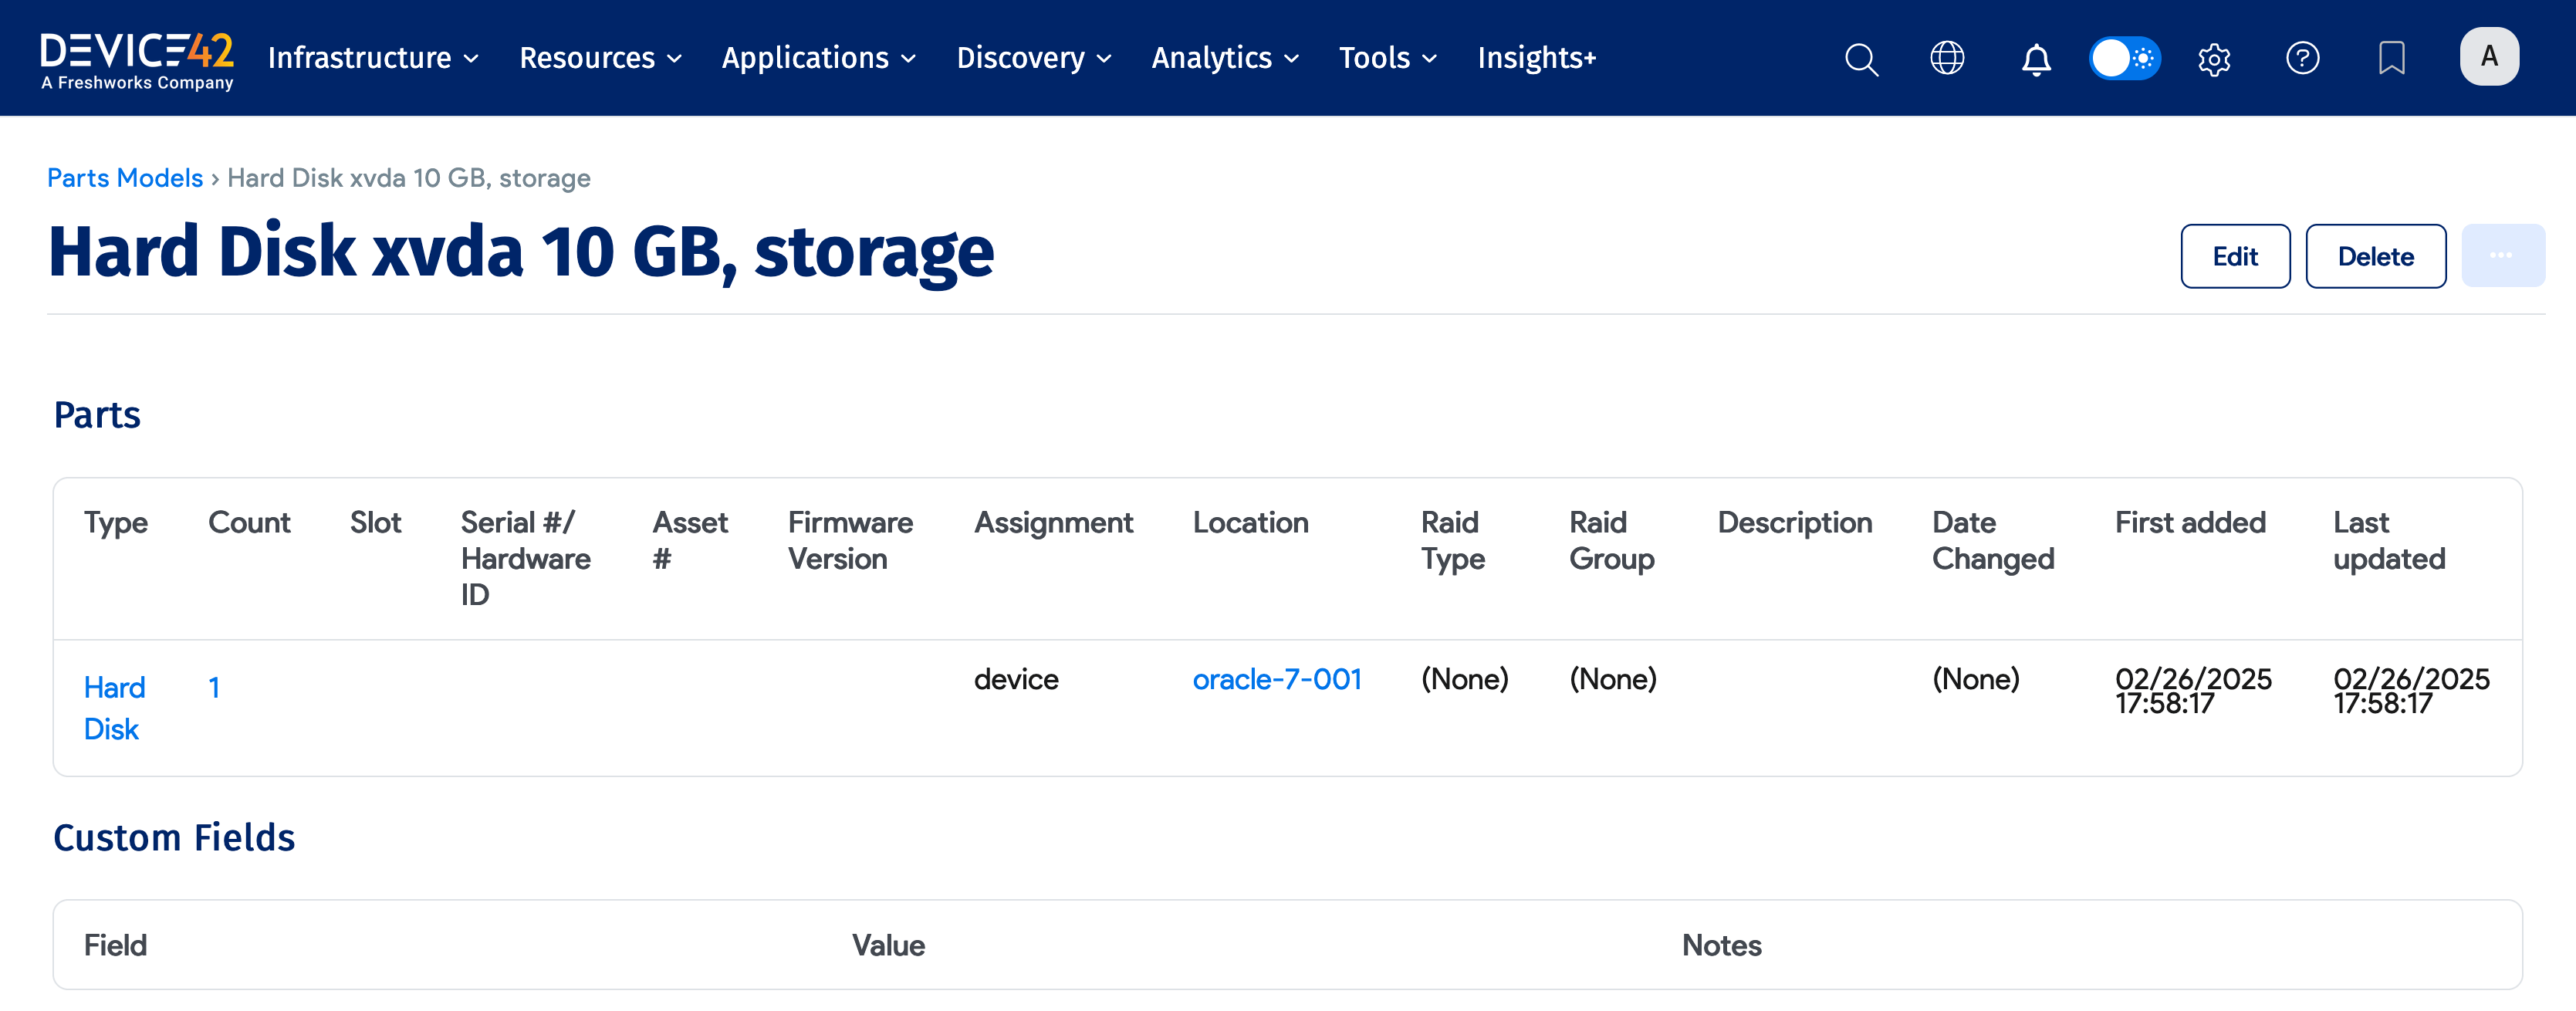 DEVICE42
A Freshworks Company
Infrastructure Resources Applications Discovery Analytics Tools Insights+
A
Parts Models › Hard Disk xvda 10 GB, storage
Hard Disk xvda 10 GB, storage
Edit Delete ...
Parts
Type Count Slot Serial #/ Hardware ID Asset # Firmware Version Assignment Location Raid Type Raid Group Description Date Changed First added Last updated
Hard Disk 1 device oracle-7-001 (None) (None) (None) 02/26/2025 17:58:17 02/26/2025 17:58:17
Custom Fields
Field Value Notes